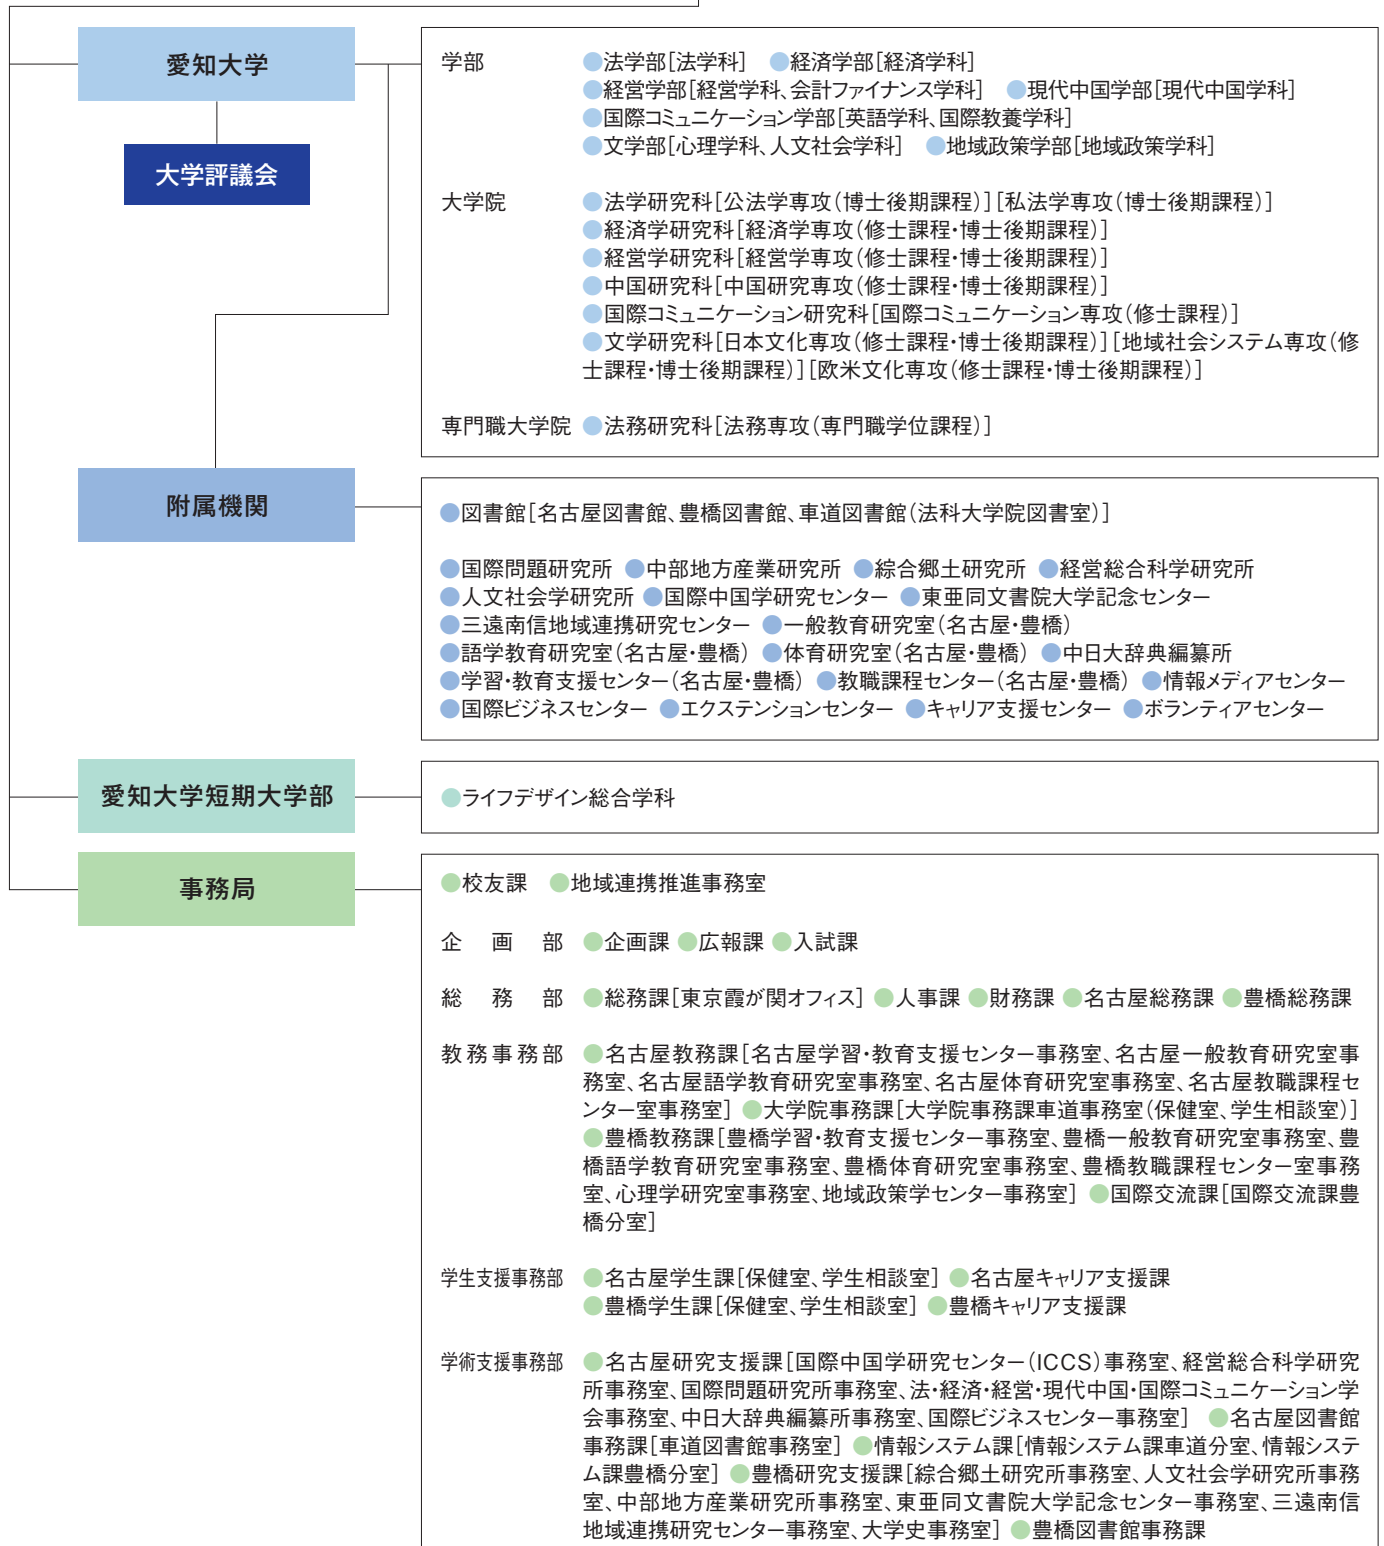 愛知大学
大学評議会
学部 ●法学部[法学科] ●経済学部[経済学科]
●経営学部[経営学科、会計ファイナンス学科] ●現代中国学部[現代中国学科]
●国際コミュニケーション学部[英語学科、国際教養学科]
●文学部[心理学科、人文社会学科] ●地域政策学部[地域政策学科]
大学院 ●法学研究科[公法学専攻(博士後期課程)][私法学専攻(博士後期課程)]
●経済学研究科[経済学専攻(修士課程・博士後期課程)]
●経営学研究科[経営学専攻(修士課程・博士後期課程)]
●中国研究科[中国研究専攻(修士課程・博士後期課程)]
●国際コミュニケーション研究科[国際コミュニケーション専攻(修士課程)]
●文学研究科[日本文化専攻(修士課程・博士後期課程)][地域社会システム専攻(修
士課程・博士後期課程)][欧米文化専攻(修士課程・博士後期課程)]
専門職大学院 ●法務研究科[法務専攻(専門職学位課程)]
附属機関
●図書館[名古屋図書館、豊橋図書館、車道図書館(法科大学院図書室)]
●国際問題研究所 ●中部地方産業研究所 ●綜合郷土研究所 ●経営総合科学研究所
●人文社会学研究所 ●国際中国学研究センター ●東亜同文書院大学記念センター
●三遠南信地域連携研究センター ●一般教育研究室(名古屋・豊橋)
●語学教育研究室(名古屋・豊橋) ●体育研究室(名古屋・豊橋) ●中日大辞典編纂所
●学習・教育支援センター(名古屋・豊橋) ●教職課程センター(名古屋・豊橋) ●情報メディアセンター
●国際ビジネスセンター ●エクステンションセンター ●キャリア支援センター ●ボランティアセンター
愛知大学短期大学部
●ライフデザイン総合学科
事務局
●校友課 ●地域連携推進事務室
企画部 ●企画課 ●広報課 ●入試課
総務部 ●総務課[東京霞が関オフィス] ●人事課 ●財務課 ●名古屋総務課 ●豊橋総務課
教務事務部 ●名古屋教務課[名古屋学習・教育支援センター事務室、名古屋一般教育研究室事
務室、名古屋語学教育研究室事務室、名古屋体育研究室事務室、名古屋教職課程セ
ンター室事務室] ●大学院事務課[大学院事務課車道事務室(保健室、学生相談室)]
●豊橋教務課[豊橋学習・教育支援センター事務室、豊橋一般教育研究室事務室、豊
橋語学教育研究室事務室、豊橋体育研究室事務室、豊橋教職課程センター室事務
室、心理学研究室事務室、地域政策学センター事務室] ●国際交流課[国際交流課豊
橋分室]
学生支援事務部 ●名古屋学生課[保健室、学生相談室] ●名古屋キャリア支援課
●豊橋学生課[保健室、学生相談室] ●豊橋キャリア支援課
学術支援事務部 ●名古屋研究支援課[国際中国学研究センター(ICCS)事務室、経営総合科学研究
所事務室、国際問題研究所事務室、法・経済・経営・現代中国・国際コミュニケーション学
会事務室、中日大辞典編纂所事務室、国際ビジネスセンター事務室] ●名古屋図書館
事務課[車道図書館事務室] ●情報システム課[情報システム課車道分室、情報システ
ム課豊橋分室] ●豊橋研究支援課[綜合郷土研究所事務室、人文社会学研究所事務
室、中部地方産業研究所事務室、東亜同文書院大学記念センター事務室、三遠南信
地域連携研究センター事務室、大学史事務室] ●豊橋図書館事務課